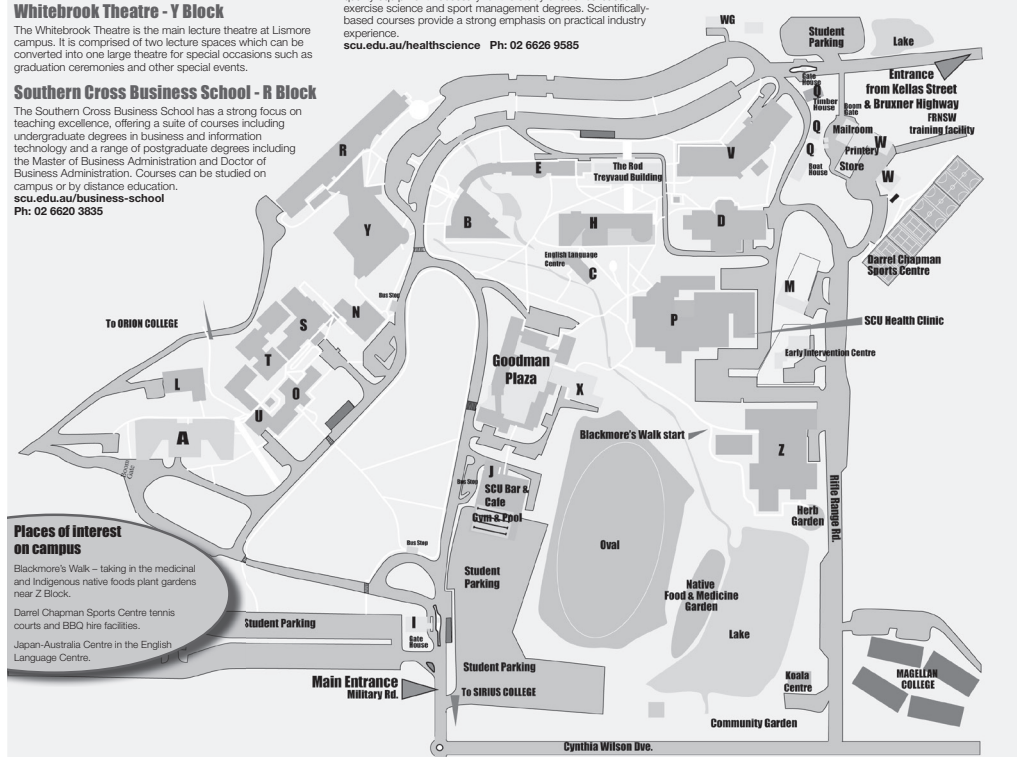 Whitebrook Theatre - Y Block
The Whitebrook Theatre is the main lecture theatre at Lismore
campus. It is comprised of two lecture spaces which can be
converted into one large theatre for special occasions such as
graduation ceremonies and other special events.
Southern Cross Business School - R Block
The Southern Cross Business School has a strong focus on
teaching excellence, offering a suite of courses including
undergraduate degrees in business and information
technology and a range of postgraduate degrees including
the Master of Business Administration and Doctor of
Business Administration. Courses can be studied on
campus or by distance education.
scu.edu.au/business-school
Ph: 02 6620 3835
exercise science and sport management degrees. Scientifically-
based courses provide a strong emphasis on practical industry
experience.
scu.edu.au/healthscience Ph: 02 6626 9585
WG
Student
Parking
Lake
Entrance
from Kellas Street
& Bruxner Highway
FRNSW
training facility
Gate
House
Q
Timber
House
Boom
Gate
Q
Mailroom
Q
Printery
W
Boat
House
Store
W
R
V
E
The Rod
Treyvaud Building
Y
B
H
D
English Language
Centre
C
Darrel Chapman
Sports Centre
M
Bus Stop
N
To ORION COLLEGE
S
P
SCU Health Clinic
Early Intervention Centre
T
Goodman
Plaza
L
O
X
U
A
Blackmore's Walk start
Z
Boom
Gate
J
Bus Stop
SCU Bar &
Cafe
Gym & Pool
Rifle Range Rd.
Herb
Garden
Oval
Bus Stop
Student
Parking
Native
Food & Medicine
Garden
Lake
Places of interest
on campus
Blackmore's Walk – taking in the medicinal
and Indigenous native foods plant gardens
near Z Block.
Darrel Chapman Sports Centre tennis
courts and BBQ hire facilities.
Japan-Australia Centre in the English
Language Centre.
Student Parking
I
Gate
House
Student Parking
Main Entrance
Military Rd.
To SIRIUS COLLEGE
Koala
Centre
MAGELLAN
COLLEGE
Community Garden
Cynthia Wilson Dve.